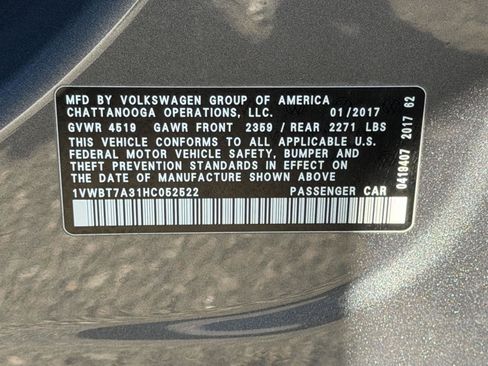 MFD BY VOLKSWAGEN GROUP OF AMERICA
CHATTANOOGA OPERATIONS, LLC. 01/2017
GVWR 4519 GAWR FRONT 2359 / REAR 2271 LBS
THIS VEHICLE CONFORMS TO ALL APPLICABLE U.S.
FEDERAL MOTOR VEHICLE SAFETY, BUMPER AND
THEFT PREVENTION STANDARDS IN EFFECT ON
THE DATE OF MANUFACTURE SHOWN ABOVE
1VWBT7A31HC052522 PASSENGER CAR
0419407 2017 62